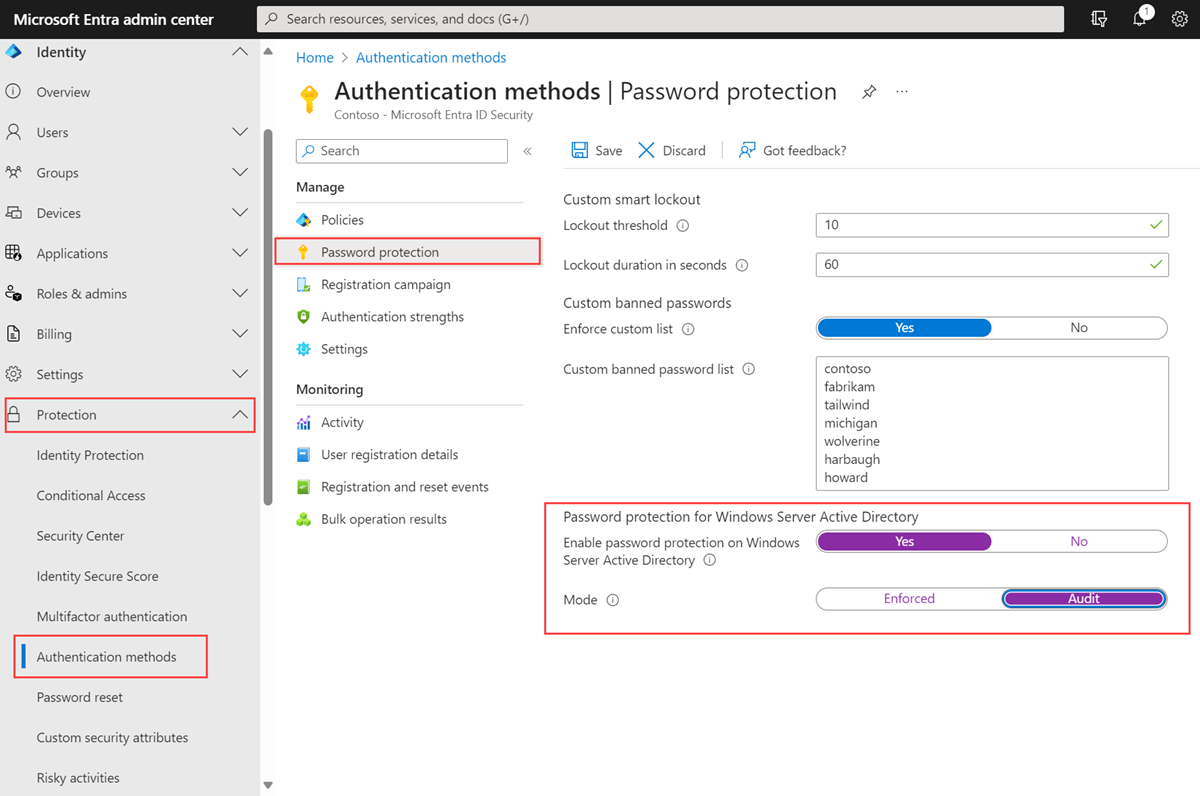 Microsoft Entra admin center
Search resources, services, and docs (G+/)
1
Identity
Overview
Users
Groups
Devices
Applications
Roles & admins
Billing
Settings
Protection
Identity Protection
Conditional Access
Security Center
Identity Secure Score
Multifactor authentication
Authentication methods
Password reset
Custom security attributes
Risky activities
Home > Authentication methods
Authentication methods | Password protection
Contoso - Microsoft Entra ID Security
Search
Manage
Policies
Password protection
Registration campaign
Authentication strengths
Settings
Monitoring
Activity
User registration details
Registration and reset events
Bulk operation results
Save
Discard
Got feedback?
Custom smart lockout
Lockout threshold
10
Lockout duration in seconds
60
Custom banned passwords
Enforce custom list
Yes No
Custom banned password list
contoso
fabrikam
tailwind
michigan
wolverine
harbaugh
howard
Password protection for Windows Server Active Directory
Enable password protection on Windows
Server Active Directory
Yes No
Mode
Enforced Audit